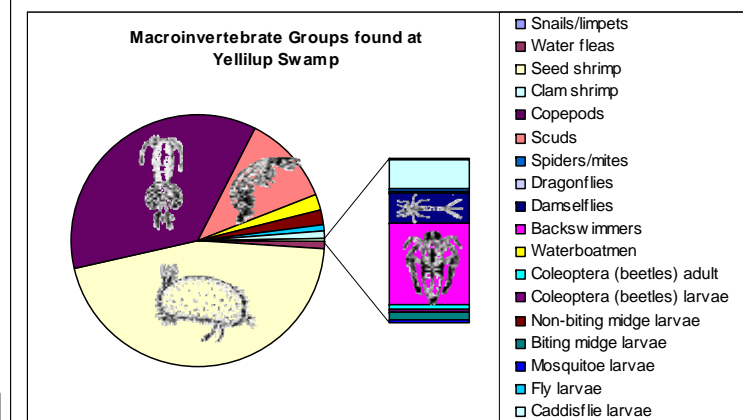 Macroinvertebrate Groups found at
Yellilup Swamp
Snails/limpets
Water fleas
Seed shrimp
Clam shrimp
Copepods
Scuds
Spiders/mites
Dragonflies
Damselflies
Backswimmers
Waterboatmen
Coleoptera (beetles) adult
Coleoptera (beetles) larvae
Non-biting midge larvae
Biting midge larvae
Mosquitoe larvae
Fly larvae
Caddisflie larvae